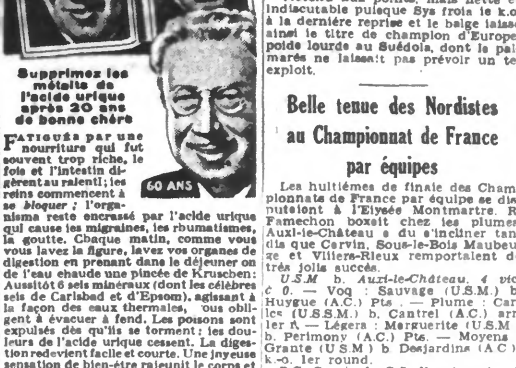 Supprimez les
méfaits de
l'acide urique
après 20 ans
de bonne chère
FATIGUÉS par une
nourriture qui fut
souvent trop riche, le
foie et l'intestin di-
gèrent au ralenti; les
reins commencent à
se bloquer; l'orga-
nisme reste encrassé par l'acide urique
qui cause les migraines, les rhumatismes,
la goutte. Chaque matin, comme vous
vous lavez la figure, lavez vos organes de
digestion en prenant dans le déjeuner ou
de l'eau chaude une pincée de Kruschen:
Aussitôt 6 sels minéraux (dont les célèbres
sels de Carlsbad et d'Epsom), agissant à
la façon des eaux thermales, vous obli-
gent à évacuer à fond. Les poisons sont
expulsés dès qu'ils se forment; les dou
leurs de l'acide urique cessent. La diges-
tion redevient facile et courte. Une joyeuse
sensation de bien-être rajeunit le corps et
60 ANS
indiscutable puisque Sys frois le k.o.
à la dernière reprise et le belge laisse
ainsi le titre de champion d'Europe
poids lourds au Suédois, dont le pal
marès ne laissait pas prévoir un te
exploit.
Belle tenue des Nordistes
au Championnat de France
par équipes
Les huitièmes de finale des Cham
pionnats de France par équipe se dis
putaient à l'Elysée Montmartre. R
Famechon boxait chez les plumes
Auxi-le-Château a du s'incliner tan
dis que Carvin, Sous-le-Bois Maubeu
ge et Villers-Rieux remportaient d
très jolis succès.
U.S.M b. Auxi-le-Château, 4 vic
c 0. — Voq : Sauvage (U.S.M.) b
Huygue (A.C.) Pts. — Plume : Car
les (U.S.S.M.) b. Cantrel (A.C.) arr
ler r. — Légers : Marguerite (U.S.M
b. Perimony (A.C.) Pts. — Moyens
Grante (U.S.M) b Desjardins (A C)
k.-o. 1er round.